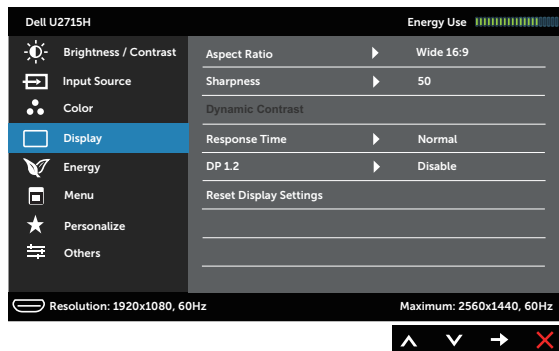 Dell U2715H Energy Use
Brightness / Contrast
Input Source
Color
Display
Energy
Menu
Personalize
Others
Aspect Ratio Wide 16:9
Sharpness 50
Dynamic Contrast
Response Time Normal
DP 1.2 Disable
Reset Display Settings
Resolution: 1920x1080, 60Hz Maximum: 2560x1440, 60Hz